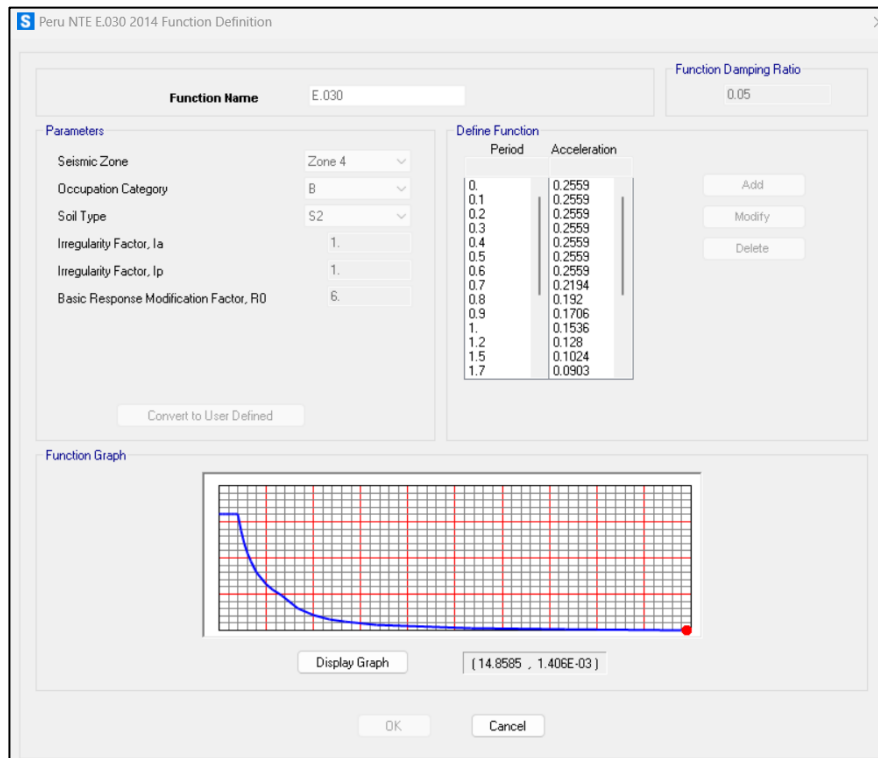 S Peru NTE E.030 2014 Function Definition
Function Damping Ratio
Function Name E.030 0.05
Parameters
Seismic Zone Zone 4
Occupation Category B
Soil Type S2
Irregularity Factor, Ia 1.
Irregularity Factor, Ip 1.
Basic Response Modification Factor, R0 6.
Convert to User Defined
Define Function
Period Acceleration
0. 0.2559
0.1 0.2559
0.2 0.2559
0.3 0.2559
0.4 0.2559
0.5 0.2559
0.6 0.2559
0.7 0.2194
0.8 0.192
0.9 0.1706
1. 0.1536
1.2 0.128
1.5 0.1024
1.7 0.0903
Add
Modify
Delete
Function Graph
Display Graph (14.8585 , 1.406E-03)
OK Cancel